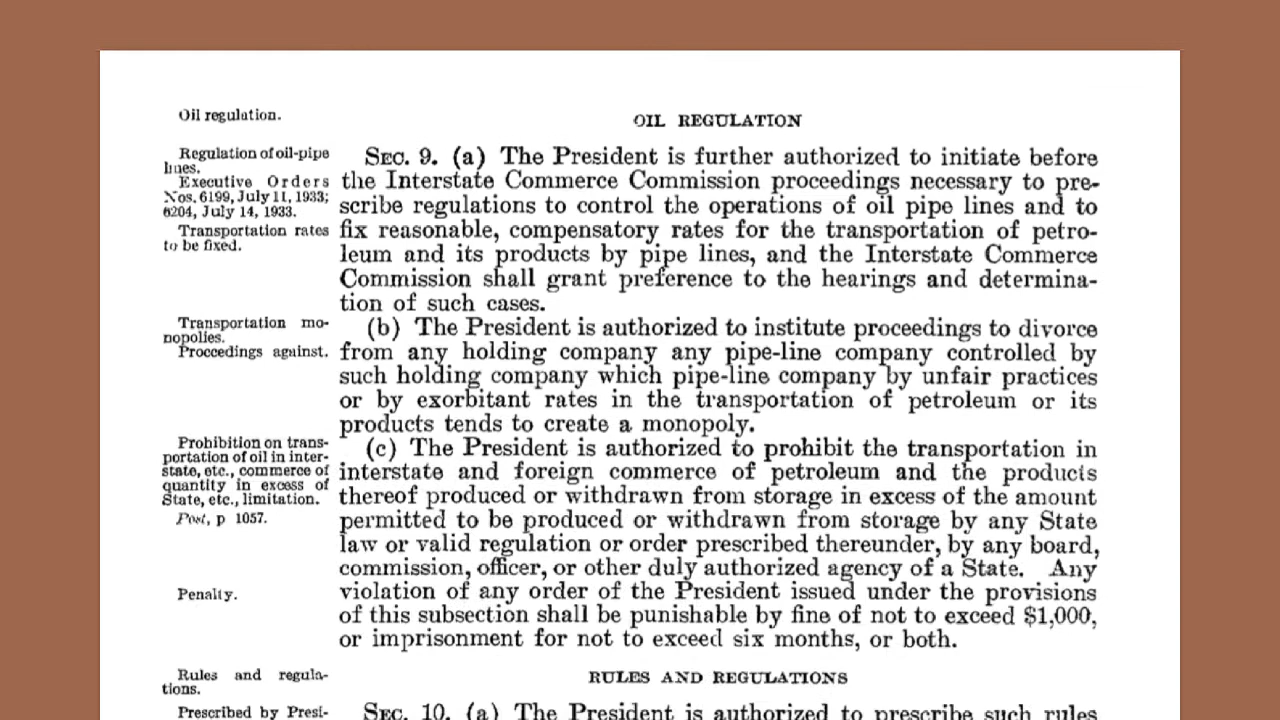 Oil regulation.
OIL REGULATION
Regulation of oil-pipe
lines.
Executive Orders
Nos. 6199, July 11, 1933;
6204, July 14, 1933.
Transportation rates
to be fixed.
SEC. 9. (a) The President is further authorized to initiate before
the Interstate Commerce Commission proceedings necessary to pre-
scribe regulations to control the operations of oil pipe lines and to
fix reasonable, compensatory rates for the transportation of petro-
leum and its products by pipe lines, and the Interstate Commerce
Commission shall grant preference to the hearings and determina-
tion of such cases.
Transportation mo-
nopolies.
Proceedings against.
(b) The President is authorized to institute proceedings to divorce
from any holding company any pipe-line company controlled by
such holding company which pipe-line company by unfair practices
or by exorbitant rates in the transportation of petroleum or its
products tends to create a monopoly.
Prohibition on trans-
portation of oil in inter-
state, etc., commerce of
quantity in excess of
State, etc., limitation.
Post, p 1057.
(c) The President is authorized to prohibit the transportation in
interstate and foreign commerce of petroleum and the products
thereof produced or withdrawn from storage in excess of the amount
permitted to be produced or withdrawn from storage by any State
law or valid regulation or order prescribed thereunder, by any board,
commission, officer, or other duly authorized agency of a State. Any
Penalty.
violation of any order of the President issued under the provisions
of this subsection shall be punishable by fine of not to exceed $1,000,
or imprisonment for not to exceed six months, or both.
Rules and regula-
tions.
RULES AND REGULATIONS
Prescribed by Presi-
SEC. 10. (a) The President is authorized to prescribe such rules